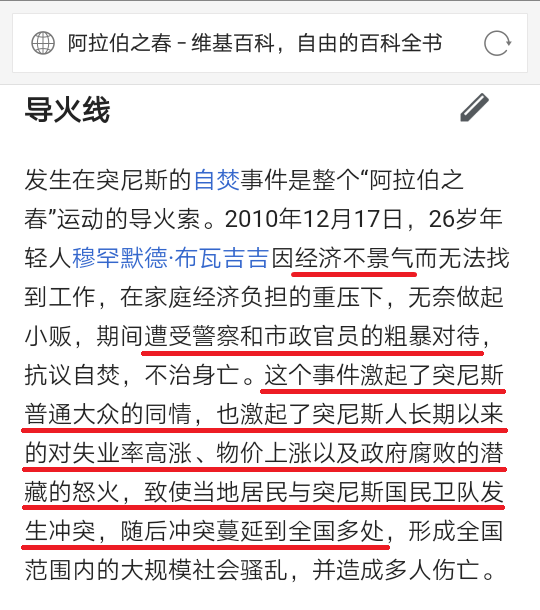 阿拉伯之春 - 维基百科，自由的百科全书
导火线
发生在突尼斯的自焚事件是整个“阿拉伯之
春”运动的导火索。2010年12月17日，26岁年
轻人穆罕默德·布瓦吉吉因经济不景气而无法找
到工作，在家庭经济负担的重压下，无奈做起
小贩，期间遭受警察和市政官员的粗暴对待，
抗议自焚，不治身亡。这个事件激起了突尼斯
普通大众的同情，也激起了突尼斯人长期以来
的对失业率高涨、物价上涨以及政府腐败的潜
藏的怒火，致使当地居民与突尼斯国民卫队发
生冲突，随后冲突蔓延到全国多处，形成全国
范围内的大规模社会骚乱，并造成多人伤亡。